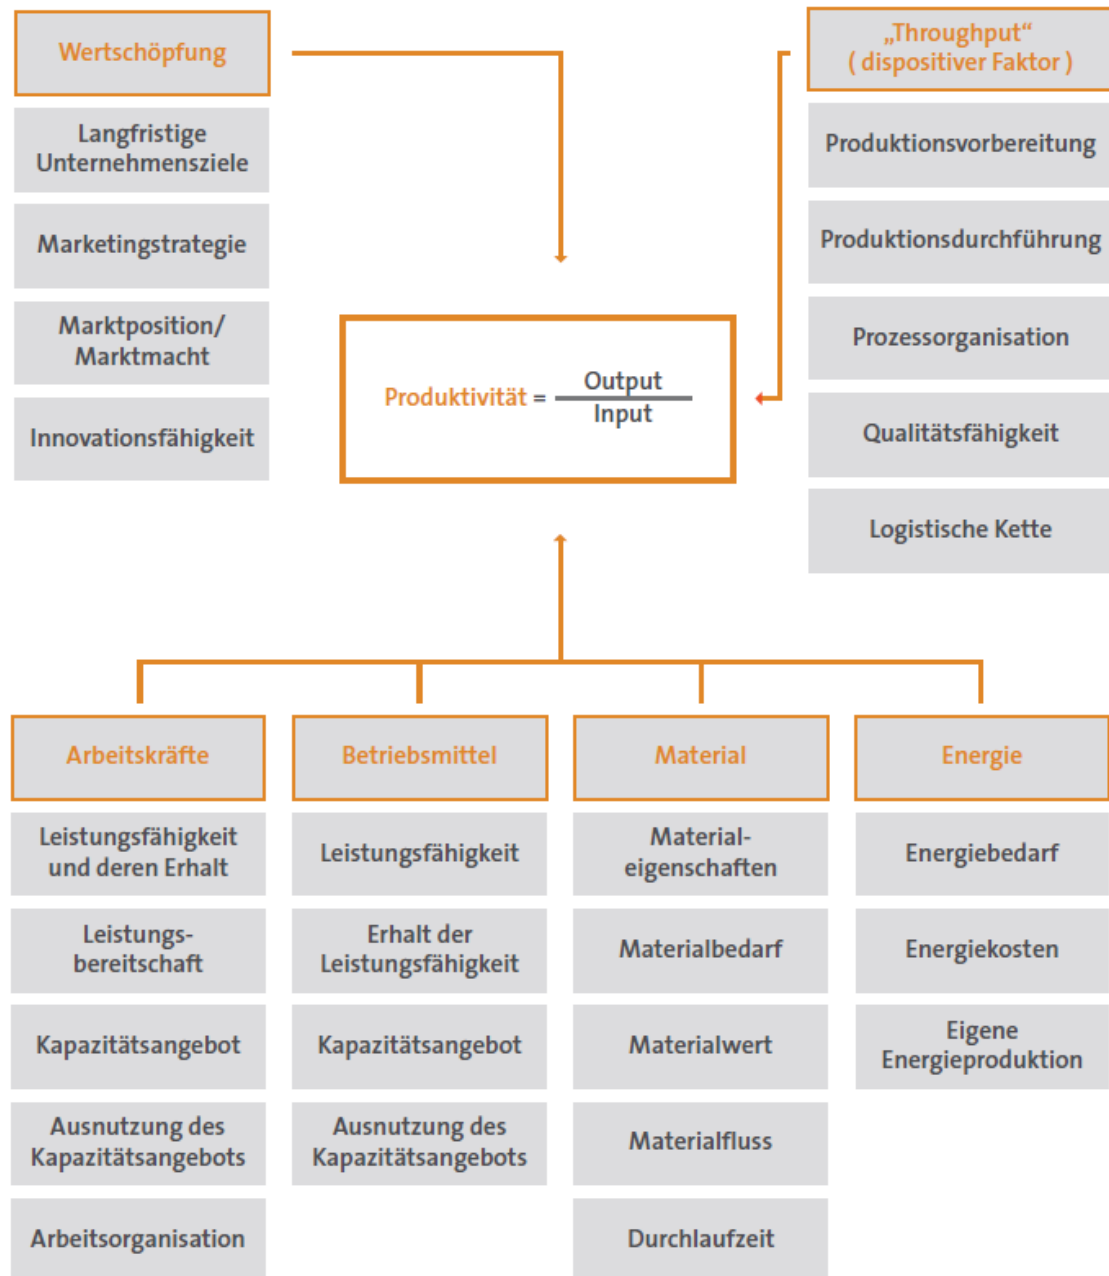 Wertschöpfung
Langfristige
Unternehmensziele
Marketingstrategie
Marktposition/
Marktmacht
Innovationsfähigkeit
„Throughput“
( dispositiver Faktor )
Produktionsvorbereitung
Produktionsdurchführung
Prozessorganisation
Qualitätsfähigkeit
Logistische Kette
Produktivität = Output
Input
Arbeitskräfte
Leistungsfähigkeit
und deren Erhalt
Leistungs-
bereitschaft
Kapazitätsangebot
Ausnutzung des
Kapazitätsangebots
Arbeitsorganisation
Betriebsmittel
Leistungsfähigkeit
Erhalt der
Leistungsfähigkeit
Kapazitätsangebot
Ausnutzung des
Kapazitätsangebots
Material
Material-
eigenschaften
Materialbedarf
Materialwert
Materialfluss
Durchlaufzeit
Energie
Energiebedarf
Energiekosten
Eigene
Energieproduktion